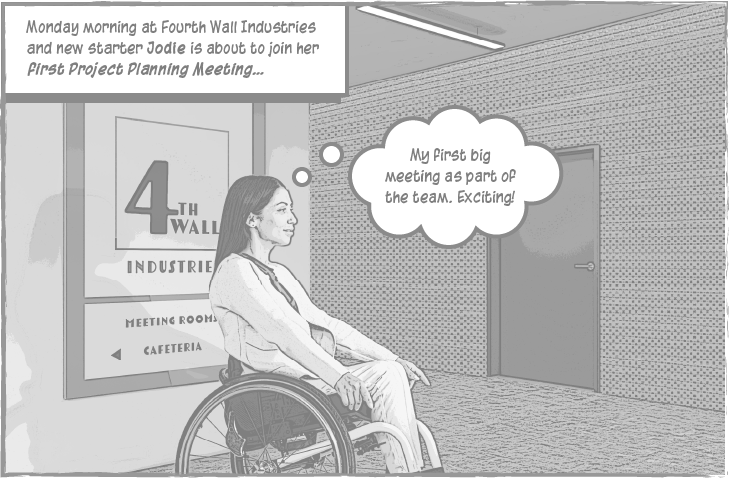 Monday morning at Fourth Wall Industries
and new starter Jodie is about to join her
first Project Planning Meeting...
My first big
meeting as part of
the team. Exciting!
4TH
WALL
INDUSTRIE
MEETING ROOMS
CAFETERIA